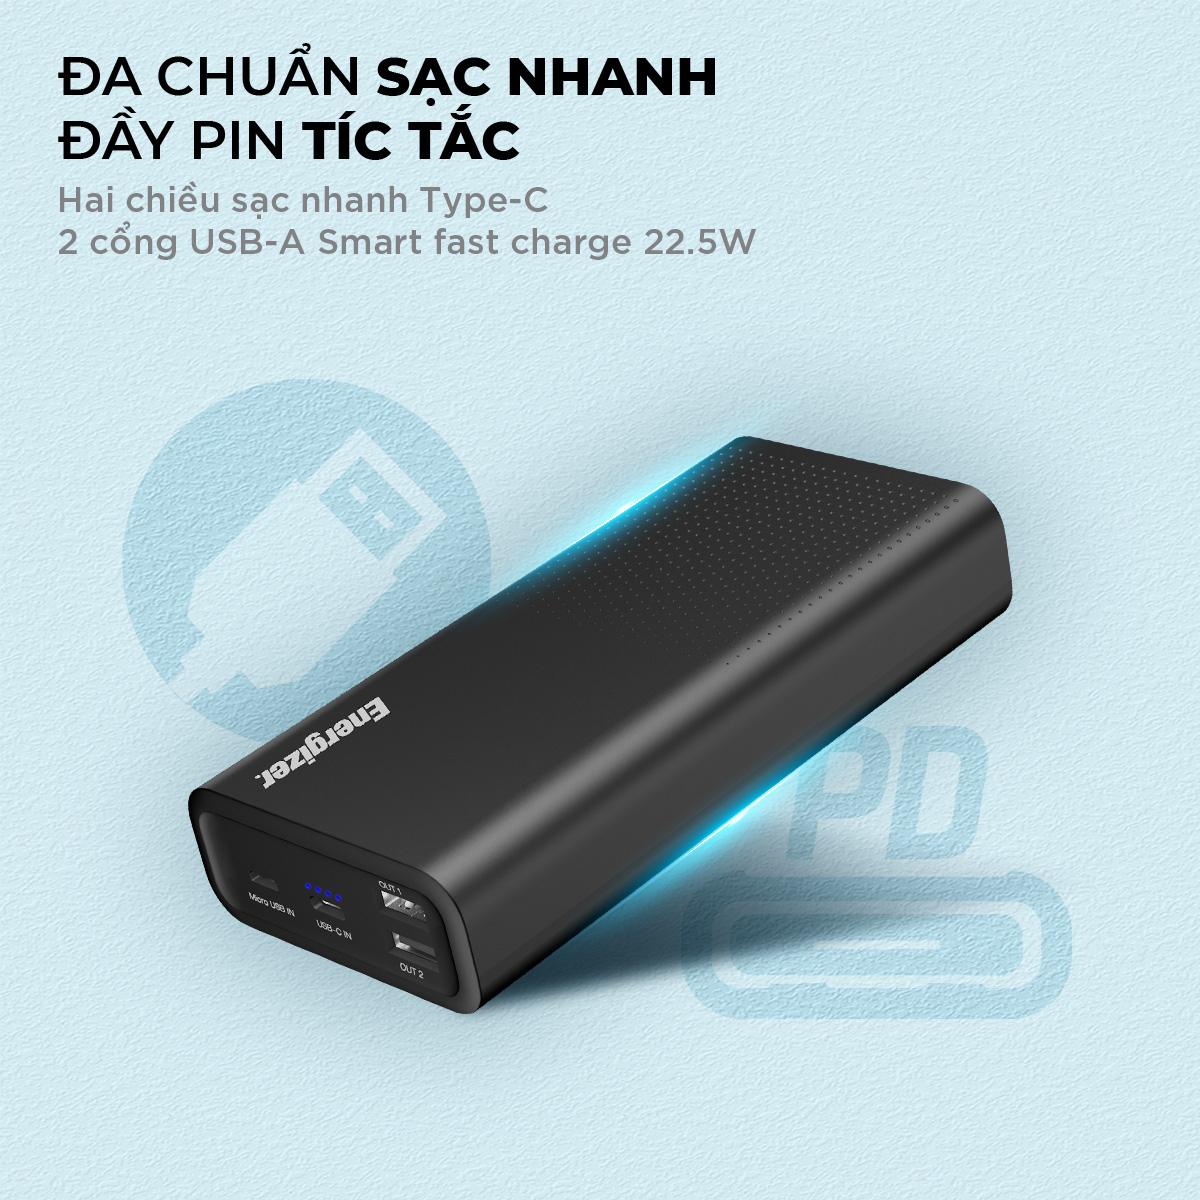 ĐA CHUẨN SẠC NHANH
ĐẦY PIN TÍC TẮC
Hai chiều sạc nhanh Type-C
2 cổng USB-A Smart fast charge 22.5W
Energizer.
Micro USB IN
USB-C IN
OUT 1
OUT 2
PD